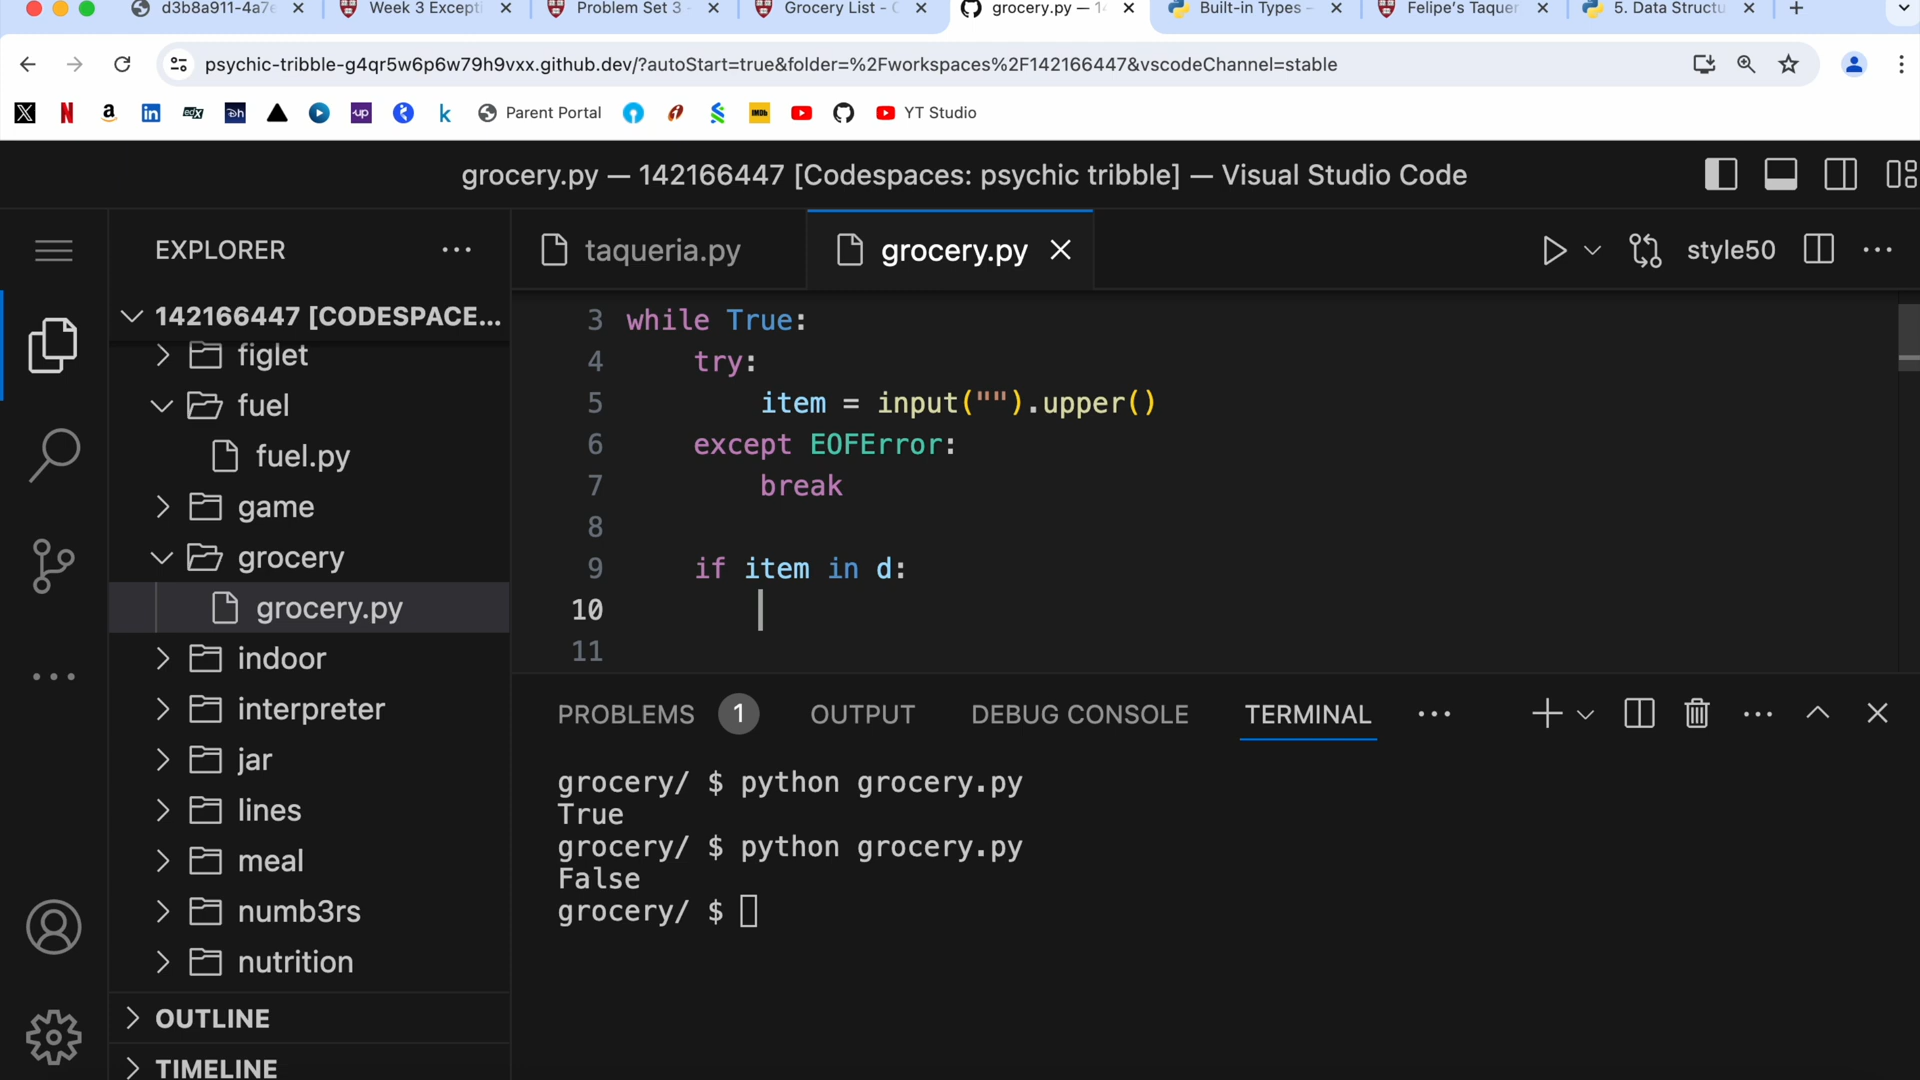 d3b8a911-4a7e
Week 3 Excepti
Problem Set 3 -
Grocery List - C
grocery.py — 14
Built-in Types -
Felipe's Taquer
5. Data Structu
psychic-tribble-g4qr5w6p6w79h9vxx.github.dev/?autoStart=true&folder=%2Fworkspaces%2F142166447&vscodeChannel=stable
Parent Portal
YT Studio
grocery.py — 142166447 [Codespaces: psychic tribble] — Visual Studio Code
EXPLORER
taqueria.py
grocery.py
style50
142166447 [CODESPACE...
figlet
fuel
fuel.py
game
grocery
grocery.py
indoor
interpreter
jar
lines
meal
numb3rs
nutrition
OUTLINE
TIMELINE
3 while True:
4 try:
5 item = input("").upper()
6 except EOFError:
7 break
8
9 if item in d:
10
11
PROBLEMS 1 OUTPUT DEBUG CONSOLE TERMINAL
grocery/ $ python grocery.py
True
grocery/ $ python grocery.py
False
grocery/ $